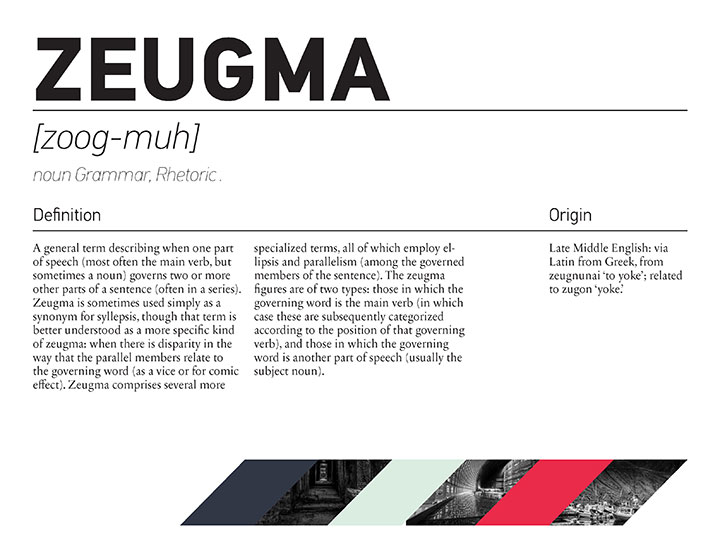 ZEUGMA
[zoog-muh]
noun Grammar, Rhetoric .
Definition
A general term describing when one part
of speech (most often the main verb, but
sometimes a noun) governs two or more
other parts of a sentence (often in a series).
Zeugma is sometimes used simply as a
synonym for syllepsis, though that term is
better understood as a more specific kind
of zeugma: when there is disparity in the
way that the parallel members relate to
the governing word (as a vice or for comic
effect). Zeugma comprises several more
specialized terms, all of which employ el-
lipsis and parallelism (among the governed
members of the sentence). The zeugma
figures are of two types: those in which the
governing word is the main verb (in which
case these are subsequently categorized
according to the position of that governing
verb), and those in which the governing
word is another part of speech (usually the
subject noun).
Origin
Late Middle English: via
Latin from Greek, from
zeugnunai ‘to yoke’; related
to zugon ‘yoke.’